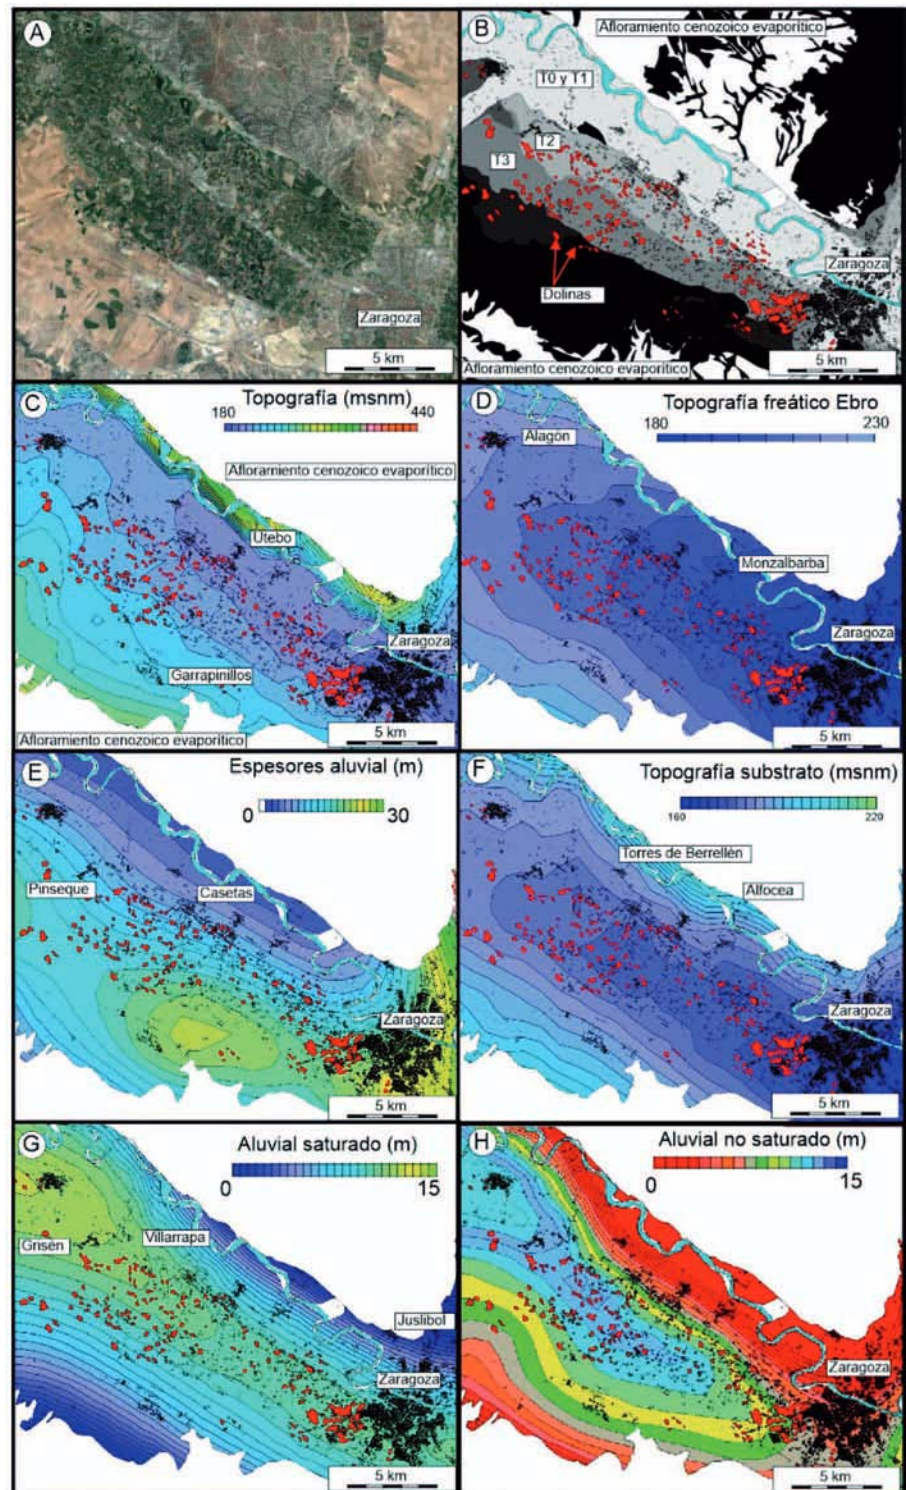 A
Zaragoza
5 km
B
Afloramiento cenozoico evaporítico
T0 y T1
T2
T3
Zaragoza
Dolinas
5 km
Afloramiento cenozoico evaporítico
C
Topografía (msnm)
180
440
Afloramiento cenozoico evaporítico
Utebo
Zaragoza
Garrapinillos
5 km
Afloramiento cenozoico evaporítico
D
Topografía freático Ebro
180
230
Alagón
Monzalbarba
Zaragoza
5 km
E
Espesores aluvial (m)
0
30
Pinseque
Casetas
Zaragoza
5 km
F
Topografía substrato (msnm)
160
220
Torres de Berrellén
Alfocea
Zaragoza
5 km
G
Aluvial saturado (m)
0
15
Villarrapa
Grisén
Juslibol
Zaragoza
5 km
H
Aluvial no saturado (m)
0
15
Zaragoza
5 km